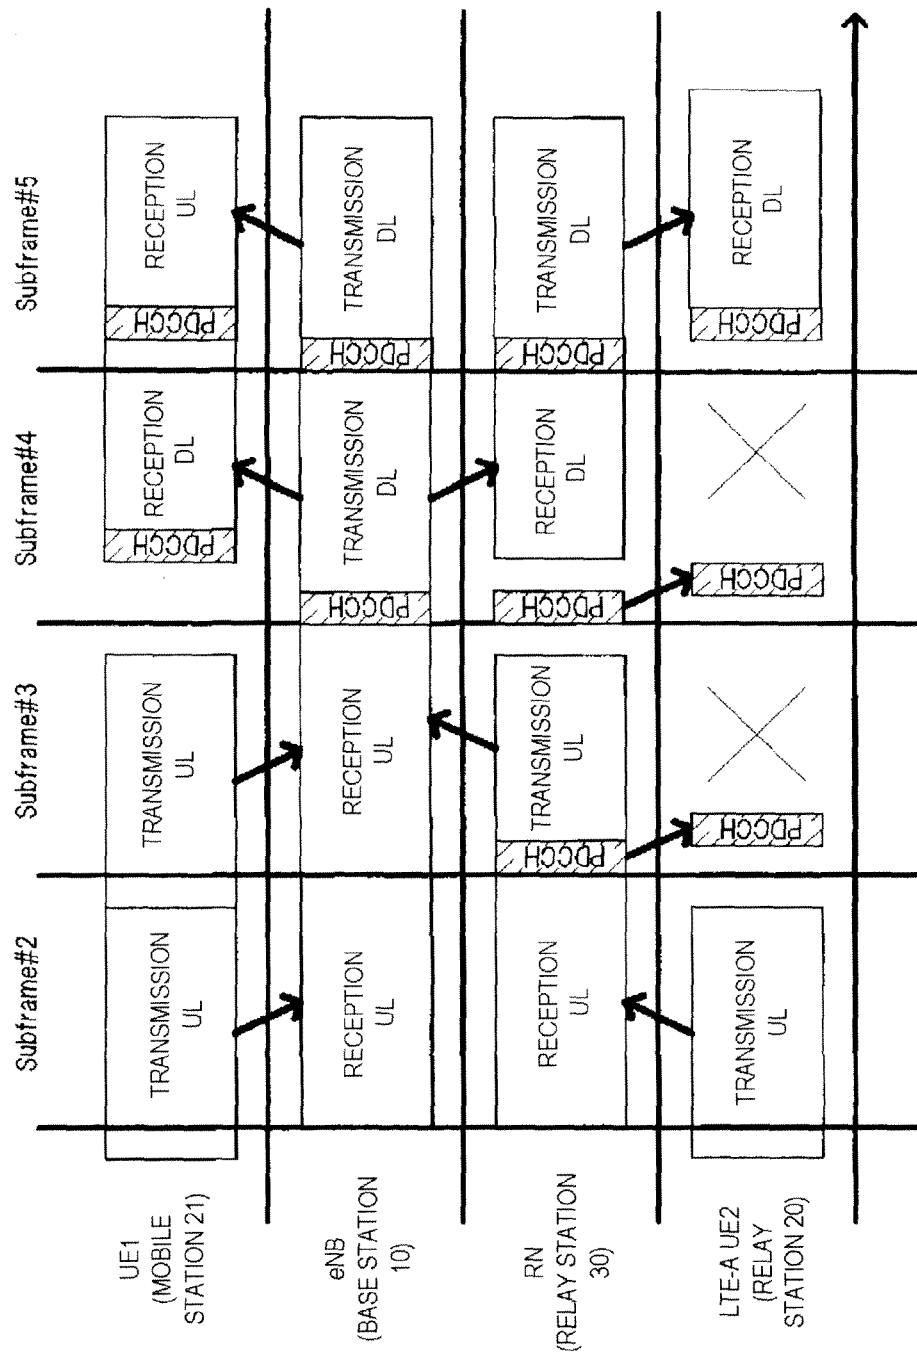 Subframe#2
Subframe#3
Subframe#4
Subframe#5
UE1
(MOBILE
STATION 21)
TRANSMISSION
UL
TRANSMISSION
UL
PDCCH
RECEPTION
DL
PDCCH
RECEPTION
UL
eNB
(BASE STATION
10)
RECEPTION
UL
RECEPTION
UL
PDCCH
TRANSMISSION
DL
PDCCH
TRANSMISSION
DL
RN
(RELAY STATION
30)
RECEPTION
UL
PDCCH
TRANSMISSION
UL
PDCCH
RECEPTION
DL
PDCCH
TRANSMISSION
DL
LTE-A UE2
(RELAY
STATION 20)
TRANSMISSION
UL
PDCCH
PDCCH
PDCCH
RECEPTION
DL